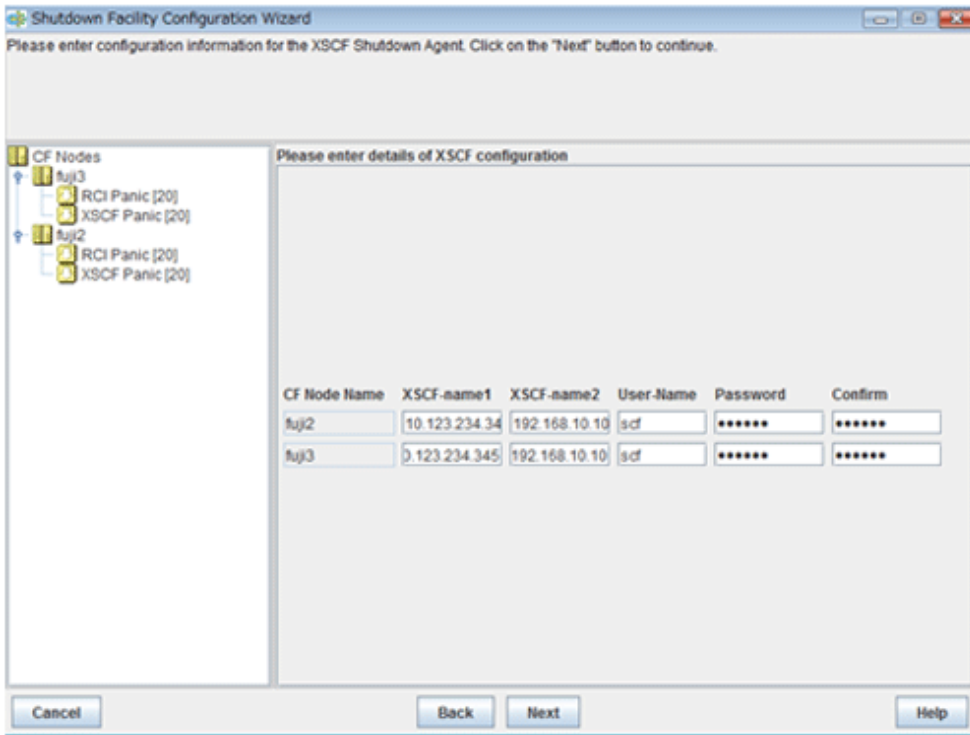 Shutdown Facility Configuration Wizard
Please enter configuration information for the XSCF Shutdown Agent. Click on the "Next" button to continue.
CF Nodes
fuji3
RCI Panic [20]
XSCF Panic [20]
fuji2
RCI Panic [20]
XSCF Panic [20]
Please enter details of XSCF configuration
CF Node Name XSCF-name1 XSCF-name2 User-Name Password Confirm
fuji2 10.123.234.34 192.168.10.10 scf ●●●●●● ●●●●●●
fuji3 0.123.234.345 192.168.10.10 scf ●●●●●● ●●●●●●
Cancel Back Next Help